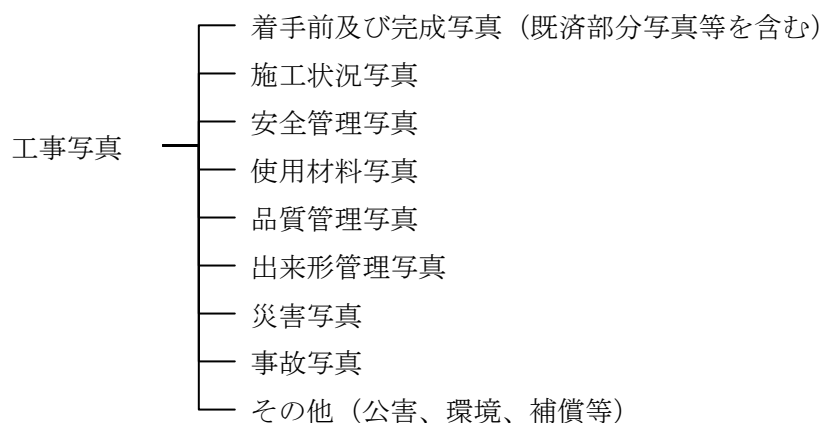 着手前及び完成写真（既済部分写真等を含む）
施工状況写真
安全管理写真
工事写真
使用材料写真
品質管理写真
出来形管理写真
災害写真
事故写真
その他（公害、環境、補償等）